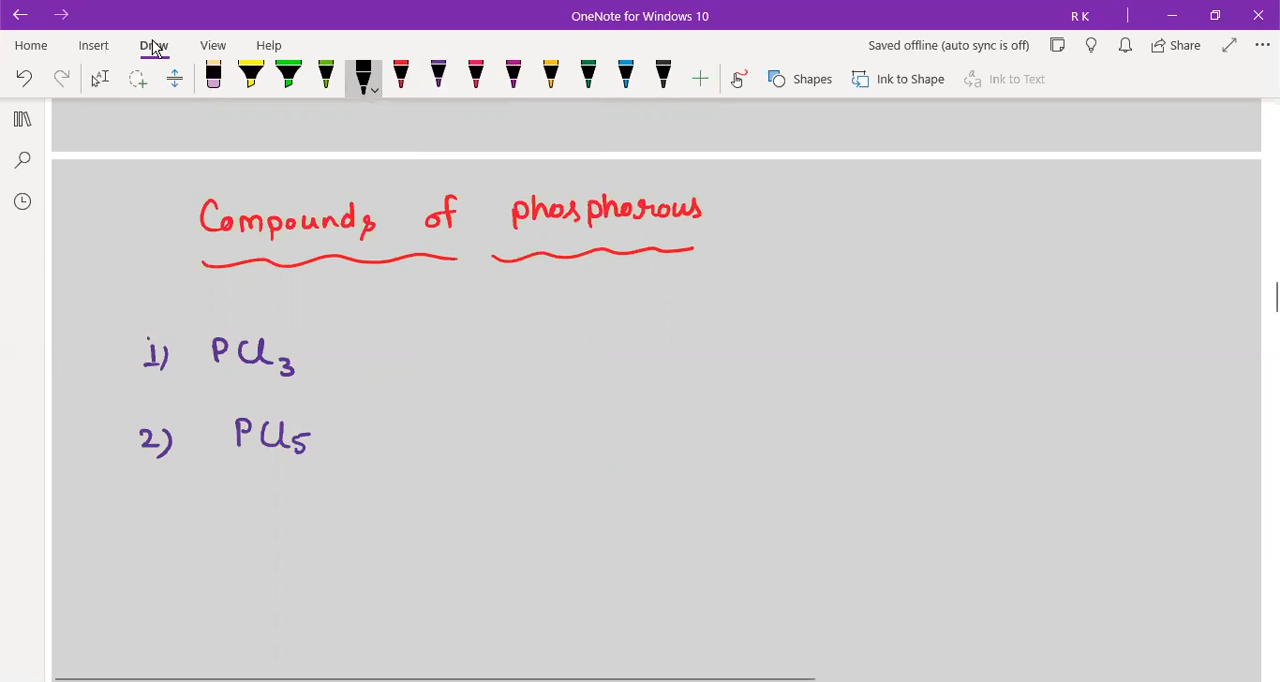 OneNote for Windows 10
R K
Home Insert Draw View Help
Saved offline (auto sync is off) Share
Shapes Ink to Shape Ink to Text
Compounds of phosphorous
1) PCl3
2) PCl5